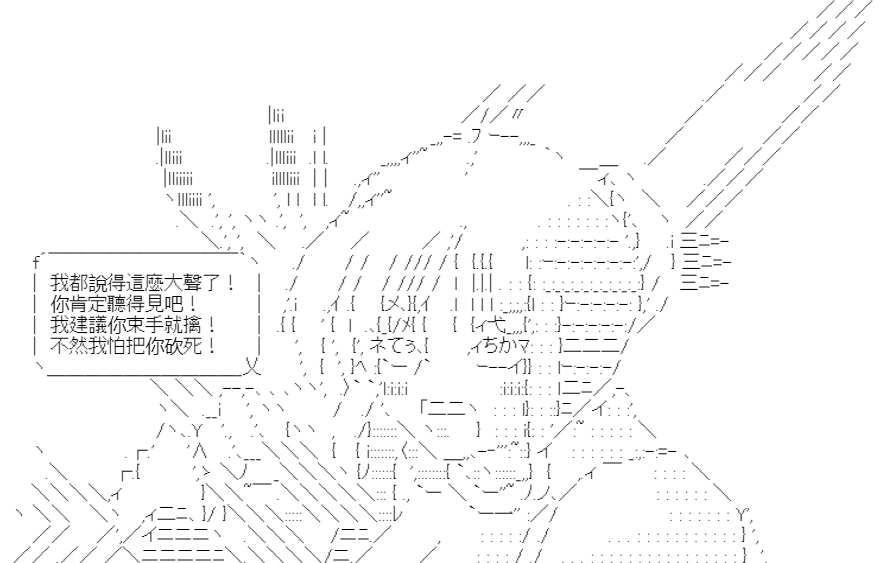 我都說得這麼大聲了！
你肯定聽得見吧！
我建議你束手就擒！
不然我怕把你砍死！